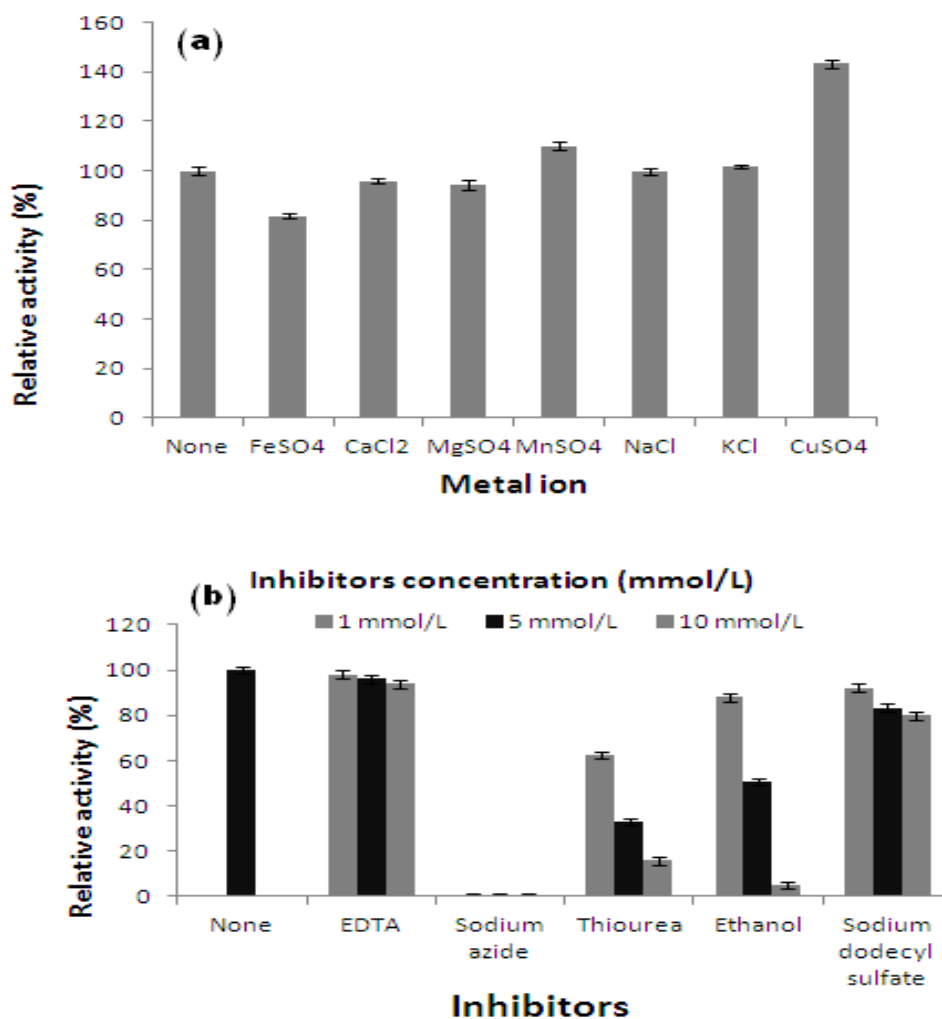 (a)
Relative activity (%)
160
140
120
100
80
60
40
20
0
None FeSO4 CaCl2 MgSO4 MnSO4 NaCl KCl CuSO4
Metal ion
(b)
Inhibitors concentration (mmol/L)
1 mmol/L 5 mmol/L 10 mmol/L
Relative activity (%)
120
100
80
60
40
20
0
None EDTA Sodium azide Thiourea Ethanol Sodium dodecyl sulfate
Inhibitors